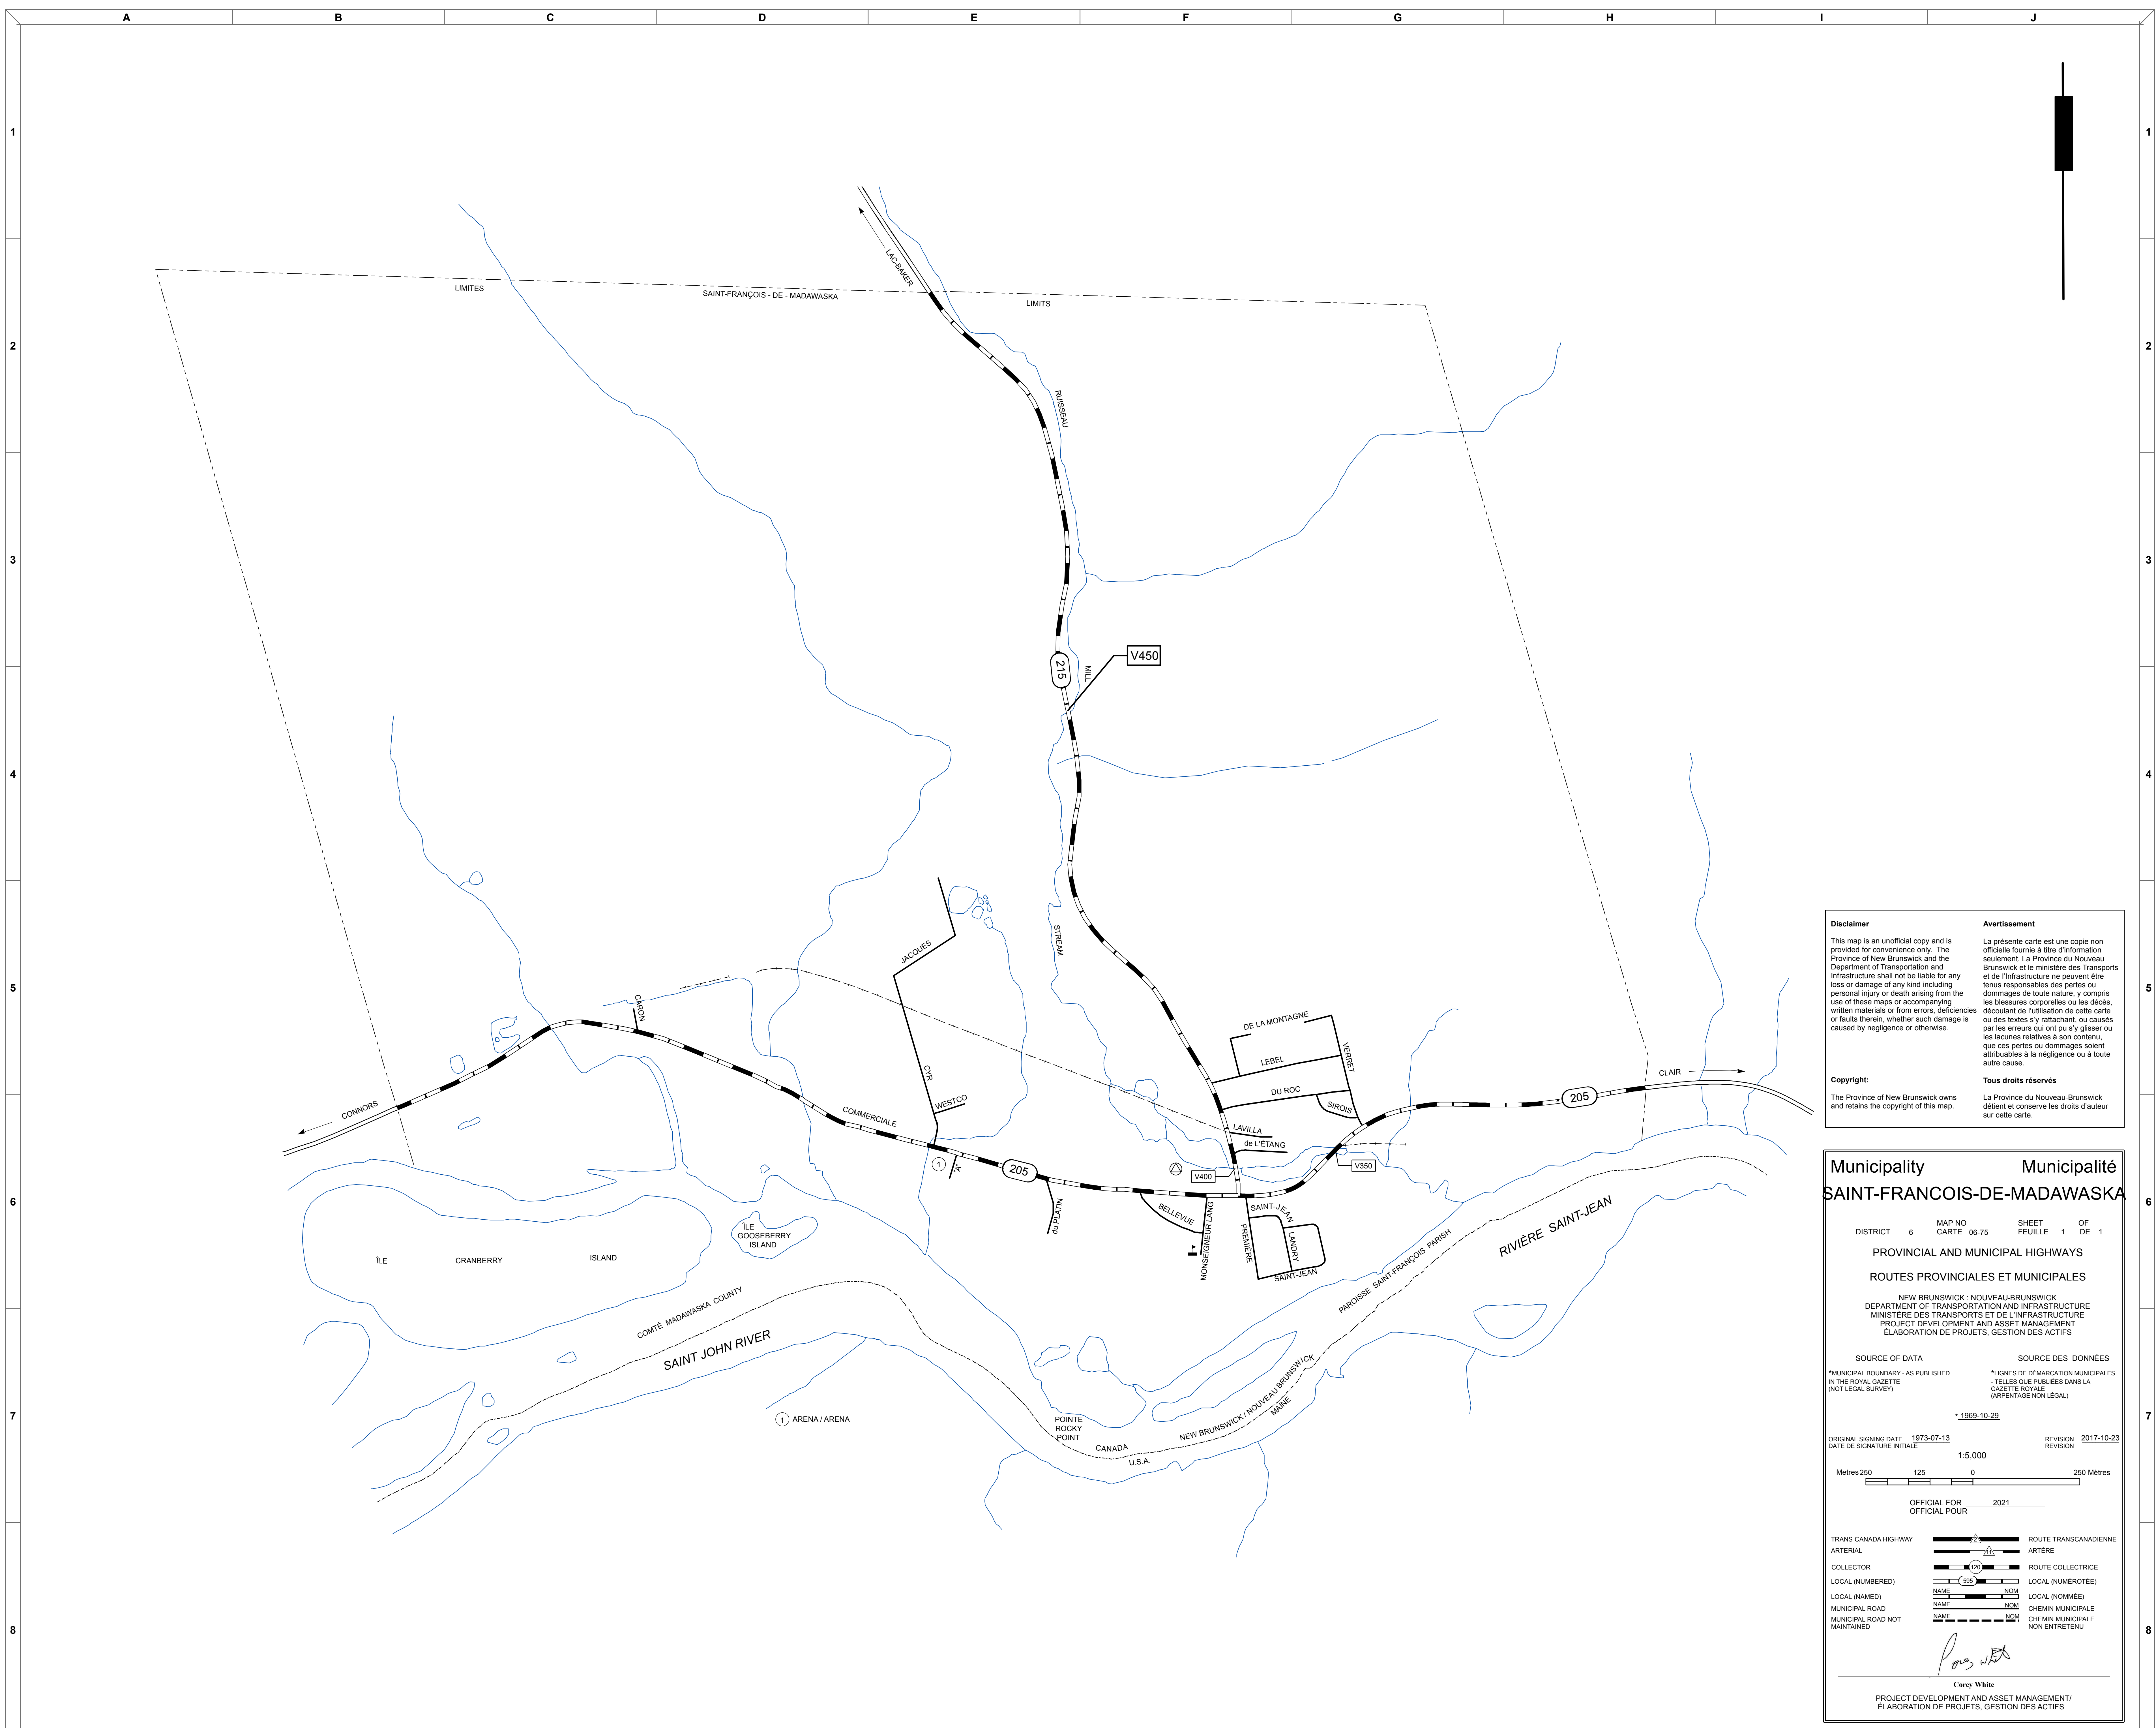 A B C D E F G H I J
1 1
LAC-BAKER
LIMITES
SAINT-FRANÇOIS - DE - MADAWASKA
LIMITS
2 2
RUISSEAU
3 3
V450
215
MILL
4 4
STREAM
JACQUES
5 5
CARON
DE LA MONTAGNE
VERRET
LEBEL
CYR
DU ROC
CLAIR
205
WESTCO
SIROIS
CONNORS
COMMERCIALE
LAVILLA
de L'ÉTANG
1
'A'
205
V350
V400
6 6
du PLATIN
BELLEVUE
MONSEIGNEUR LANG
SAINT-JEAN
PREMIÈRE
LANDRY
SAINT-JEAN
ÎLE
GOOSEBERRY
ISLAND
ÎLE CRANBERRY ISLAND
RIVIÈRE SAINT-JEAN
PAROISSE SAINT-FRANÇOIS PARISH
COMTÉ MADAWASKA COUNTY
SAINT JOHN RIVER
NEW BRUNSWICK / NOUVEAU BRUNSWICK
MAINE
7 7
1 ARENA / ARENA
POINTE
ROCKY
POINT
CANADA
U.S.A.
8 8
Disclaimer
This map is an unofficial copy and is
provided for convenience only. The
Province of New Brunswick and the
Department of Transportation and
Infrastructure shall not be liable for any
loss or damage of any kind including
personal injury or death arising from the
use of these maps or accompanying
written materials or from errors, deficiencies
or faults therein, whether such damage is
caused by negligence or otherwise.
Copyright:
The Province of New Brunswick owns
and retains the copyright of this map.
Avertissement
La présente carte est une copie non
officielle fournie à titre d'information
seulement. La Province du Nouveau
Brunswick et le ministère des Transports
et de l'Infrastructure ne peuvent être
tenus responsables des pertes ou
dommages de toute nature, y compris
les blessures corporelles ou les décès,
découlant de l'utilisation de cette carte
ou des textes s'y rattachant, ou causés
par les erreurs qui ont pu s'y glisser ou
les lacunes relatives à son contenu,
que ces pertes ou dommages soient
attribuables à la négligence ou à toute
autre cause.
Tous droits réservés
La Province du Nouveau-Brunswick
détient et conserve les droits d'auteur
sur cette carte.
Municipality Municipalité
SAINT-FRANCOIS-DE-MADAWASKA
MAP NO SHEET OF
DISTRICT 6 CARTE 06-75 FEUILLE 1 DE 1
PROVINCIAL AND MUNICIPAL HIGHWAYS
ROUTES PROVINCIALES ET MUNICIPALES
NEW BRUNSWICK : NOUVEAU-BRUNSWICK
DEPARTMENT OF TRANSPORTATION AND INFRASTRUCTURE
MINISTÈRE DES TRANSPORTS ET DE L'INFRASTRUCTURE
PROJECT DEVELOPMENT AND ASSET MANAGEMENT
ÉLABORATION DE PROJETS, GESTION DES ACTIFS
SOURCE OF DATA SOURCE DES DONNÉES
*MUNICIPAL BOUNDARY - AS PUBLISHED
IN THE ROYAL GAZETTE
(NOT LEGAL SURVEY)
*LIGNES DE DÉMARCATION MUNICIPALES
- TELLES QUE PUBLIÉES DANS LA
GAZETTE ROYALE
(ARPENTAGE NON LÉGAL)
* 1969-10-29
ORIGINAL SIGNING DATE 1973-07-13 REVISION 2017-10-23
DATE DE SIGNATURE INITIALE REVISION
1:5,000
Metres 250 125 0 250 Mètres
OFFICIAL FOR 2021
OFFICIAL POUR
TRANS CANADA HIGHWAY 2 ROUTE TRANSCANADIENNE
ARTERIAL 11 ARTÈRE
COLLECTOR 120 ROUTE COLLECTRICE
LOCAL (NUMBERED) 595 LOCAL (NUMÉROTÉE)
LOCAL (NAMED) NAME NOM LOCAL (NOMMÉE)
MUNICIPAL ROAD NAME NOM CHEMIN MUNICIPALE
MUNICIPAL ROAD NOT NAME NOM CHEMIN MUNICIPALE
MAINTAINED NON ENTRETENU
Corey White
Corey White
PROJECT DEVELOPMENT AND ASSET MANAGEMENT/
ÉLABORATION DE PROJETS, GESTION DES ACTIFS